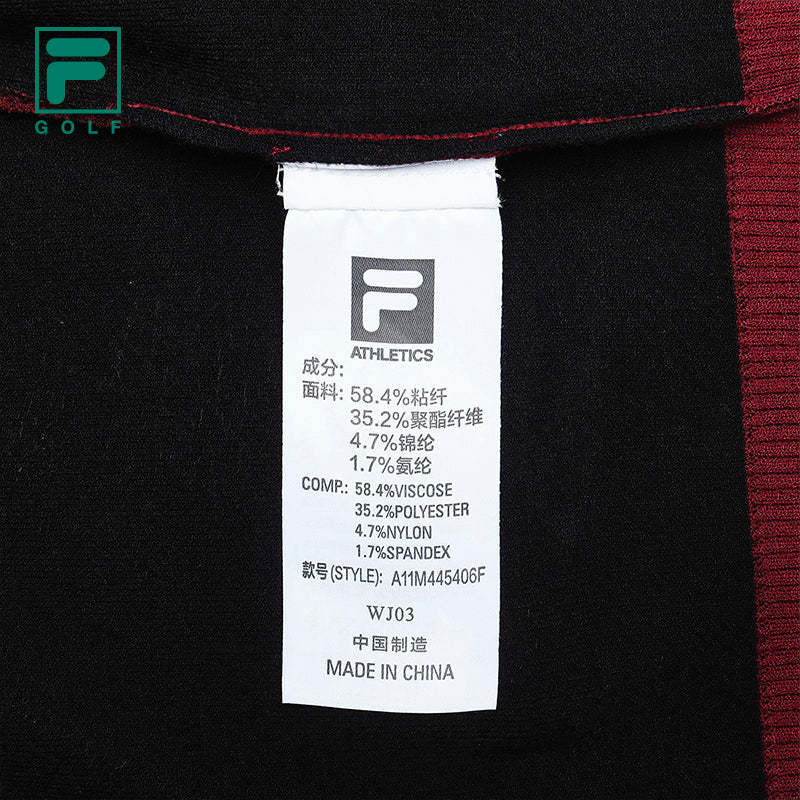 F
GOLF
F
ATHLETICS
成分:
面料: 58.4%粘纤
35.2%聚酯纤维
4.7%锦纶
1.7%氨纶
COMP.: 58.4%VISCOSE
35.2%POLYESTER
4.7%NYLON
1.7%SPANDEX
款号(STYLE): A11M445406F
WJ03
中国制造
MADE IN CHINA